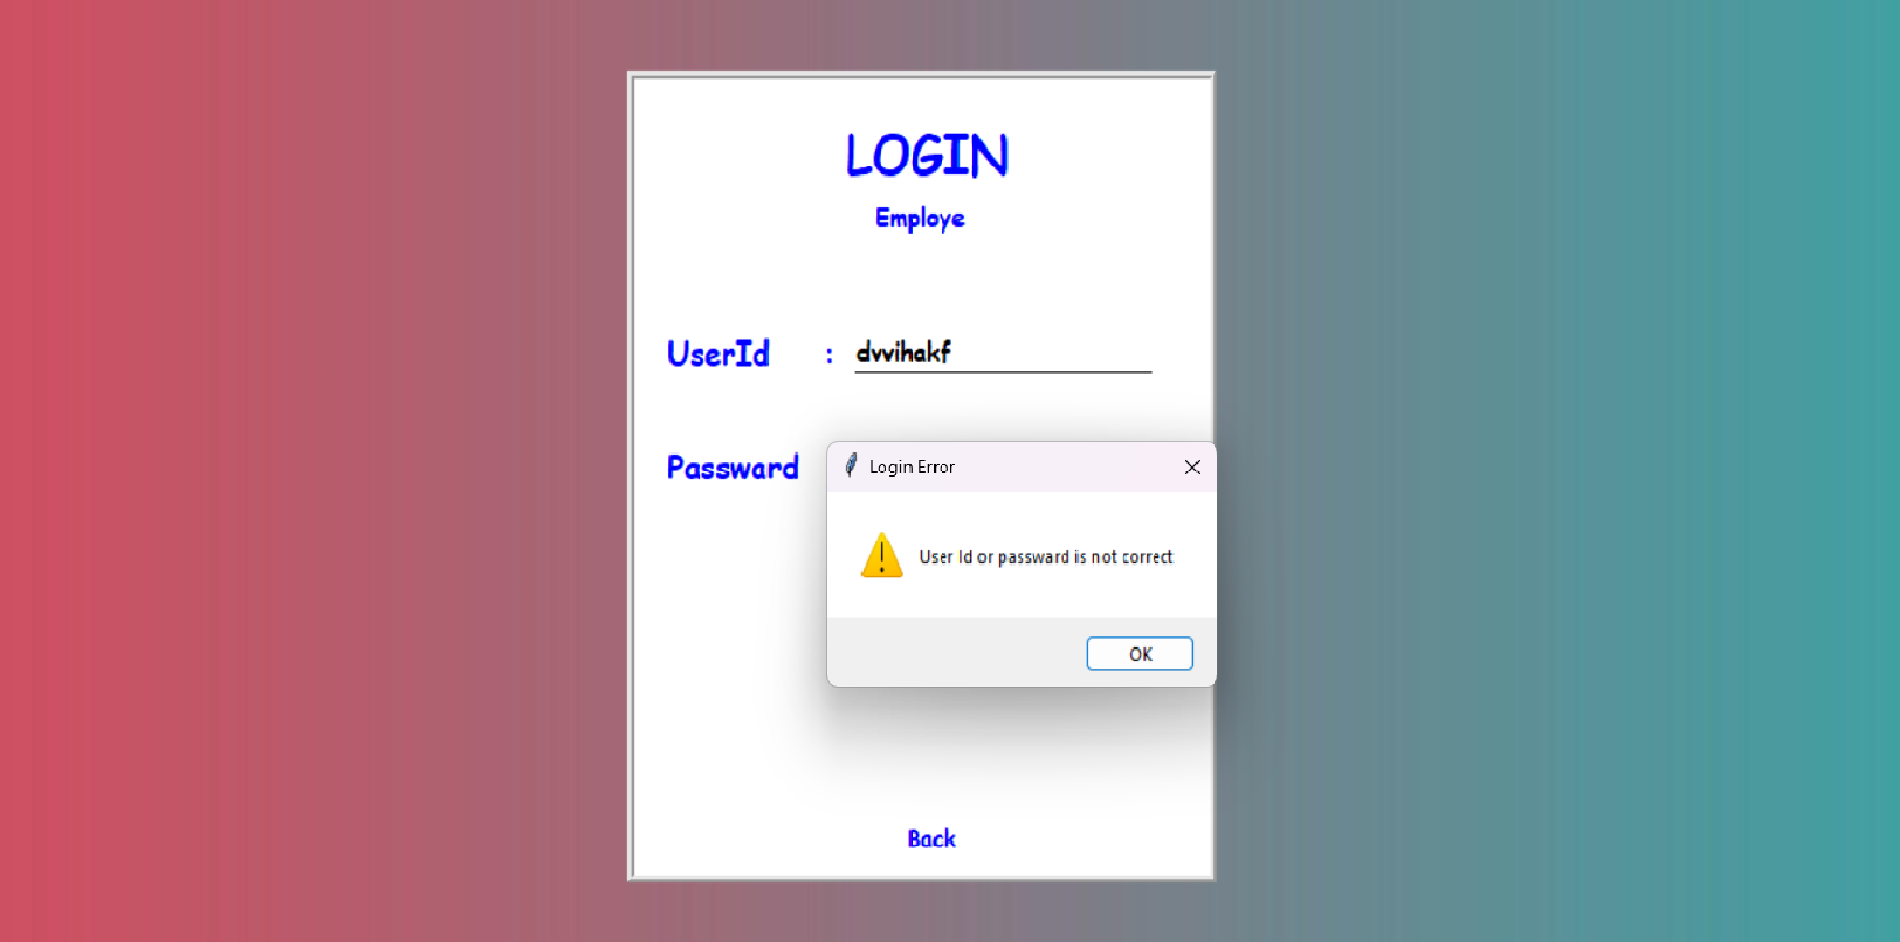 LOGIN
Employe
UserId : dvvihakf
Passward
Login Error
User Id or passward is not correct
OK
Back